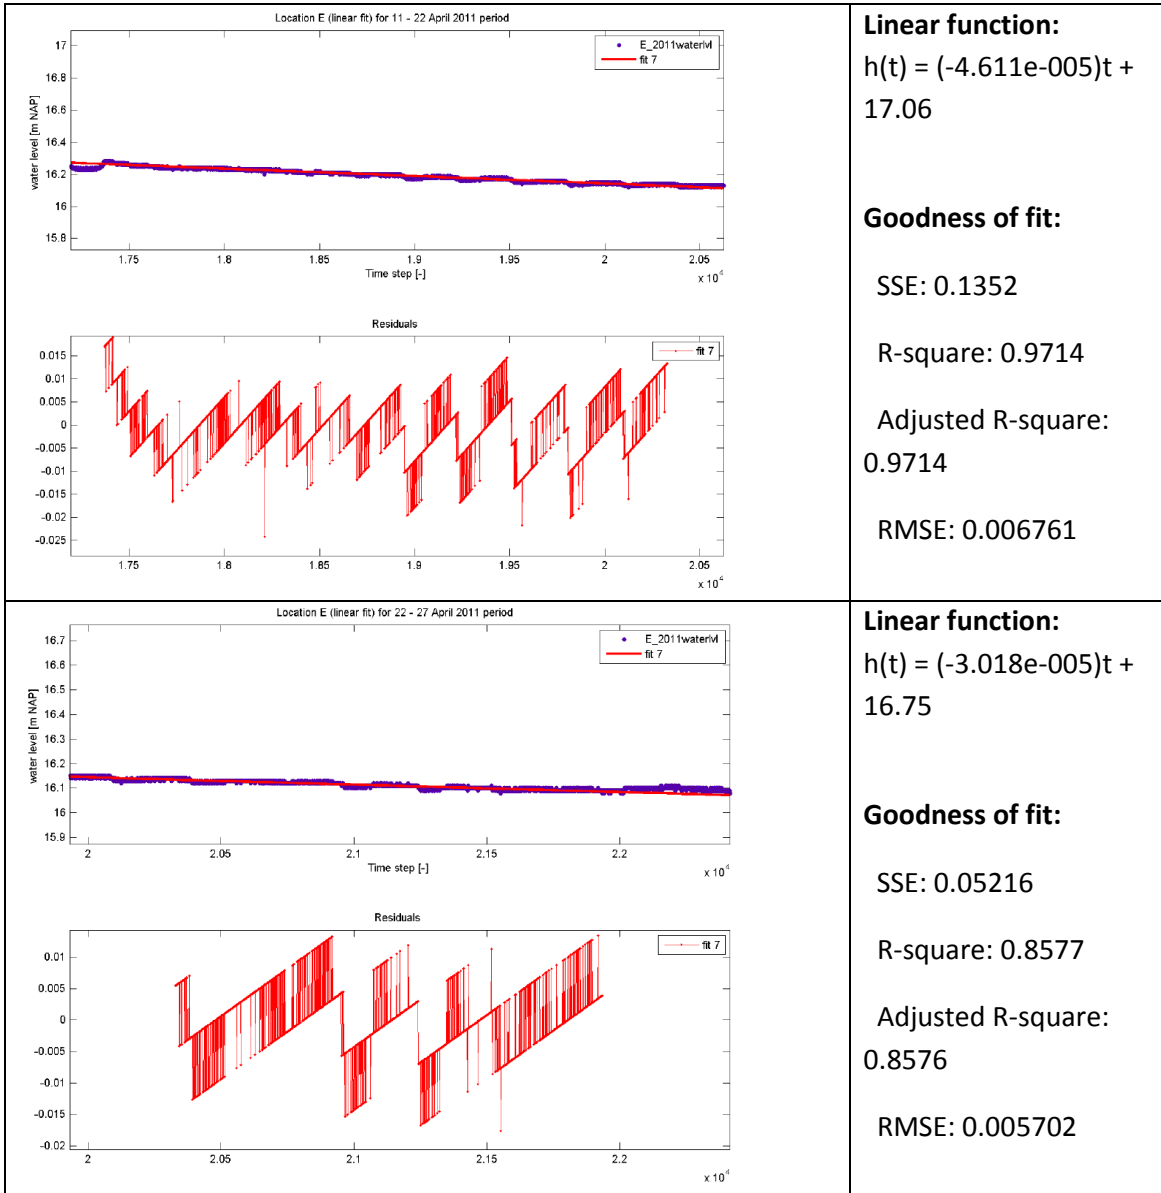 Location E (linear fit) for 11 - 22 April 2011 period
E_2011waterlvl
fit 7
17
16.8
16.6
16.4
16.2
16
15.8
water level [m NAP]
1.75
1.8
1.85
1.9
1.95
2
2.05
Time step [-]
x 10^4
Residuals
fit 7
0.015
0.01
0.005
0
-0.005
-0.01
-0.015
-0.02
-0.025
1.75
1.8
1.85
1.9
1.95
2
2.05
x 10^4
Linear function:
h(t) = (-4.611e-005)t +
17.06
Goodness of fit:
SSE: 0.1352
R-square: 0.9714
Adjusted R-square:
0.9714
RMSE: 0.006761
Location E (linear fit) for 22 - 27 April 2011 period
E_2011waterlvl
fit 7
16.7
16.6
16.5
16.4
16.3
16.2
16.1
16
15.9
water level [m NAP]
2
2.05
2.1
2.15
2.2
Time step [-]
x 10^4
Residuals
fit 7
0.01
0.005
0
-0.005
-0.01
-0.015
-0.02
2
2.05
2.1
2.15
2.2
x 10^4
Linear function:
h(t) = (-3.018e-005)t +
16.75
Goodness of fit:
SSE: 0.05216
R-square: 0.8577
Adjusted R-square:
0.8576
RMSE: 0.005702